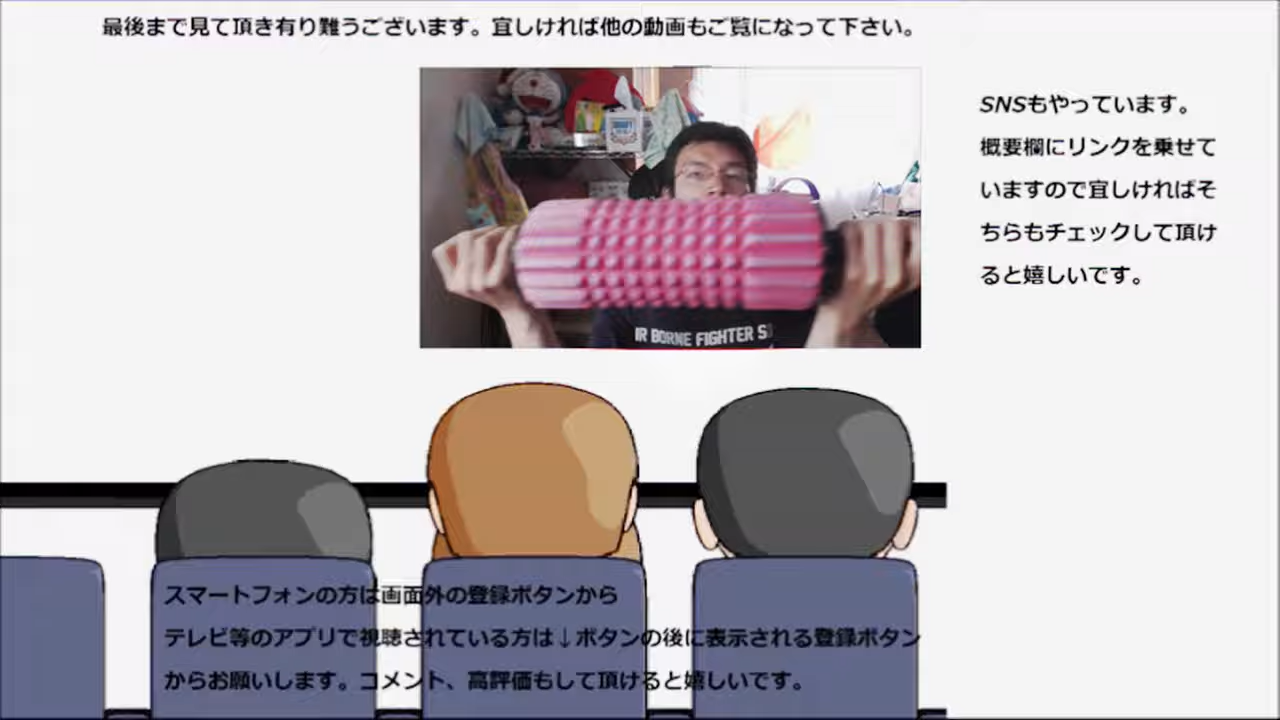 最後まで見て頂き有り難うございます。宜しければ他の動画もご覧になって下さい。
SNSもやっています。
概要欄にリンクを乗せて
いますので宜しければそ
ちらもチェックして頂け
ると嬉しいです。
IR BORNE FIGHTER S
スマートフォンの方は画面外の登録ボタンから
テレビ等のアプリで視聴されている方は↓ボタンの後に表示される登録ボタン
からお願いします。コメント、高評価もして頂けると嬉しいです。